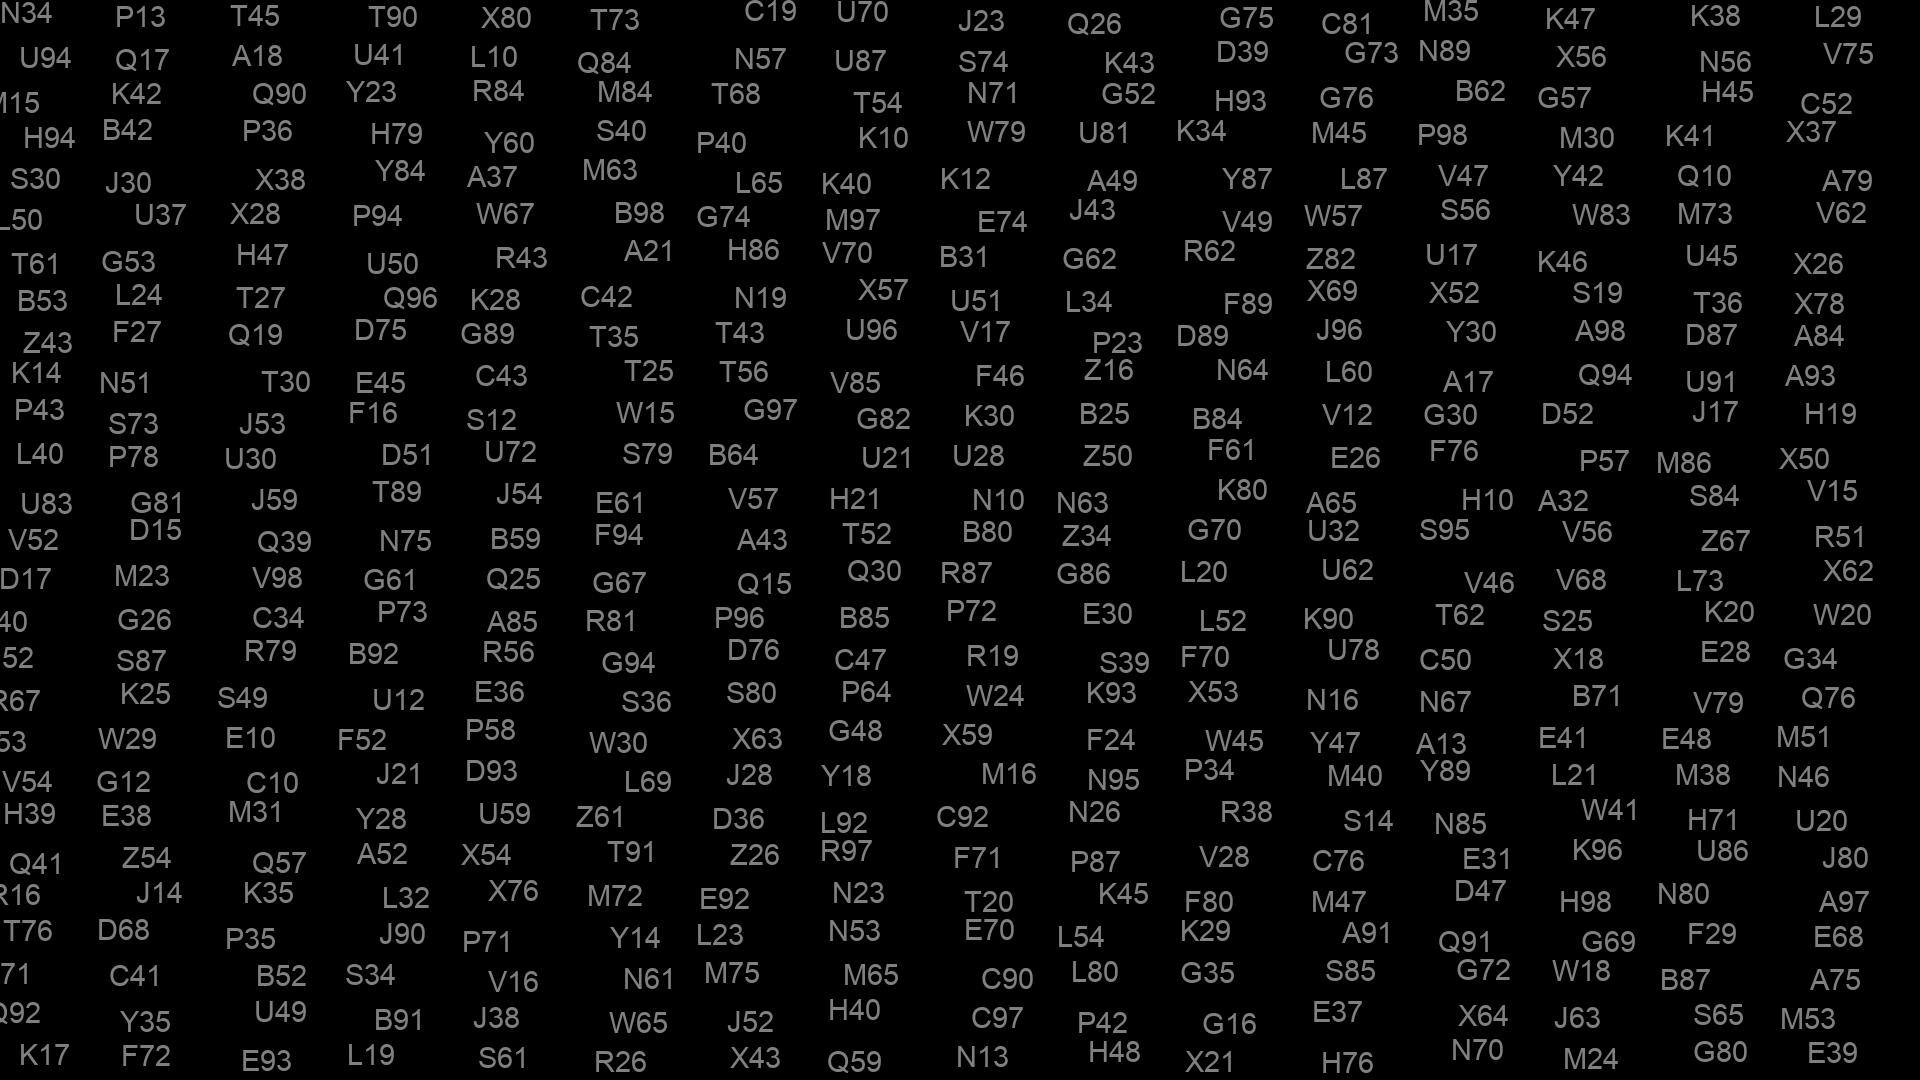 N34 P13 T45 T90 X80 T73 C19 U70 J23 Q26 G75 C81 M35 K47 K38 L29
U94 Q17 A18 U41 L10 Q84 N57 U87 S74 K43 D39 G73 N89 X56 N56 V75
M15 K42 Q90 Y23 R84 M84 T68 T54 N71 G52 H93 G76 B62 G57 H45 C52
H94 B42 P36 H79 Y60 S40 P40 K10 W79 U81 K34 M45 P98 M30 K41 X37
S30 J30 X38 Y84 A37 M63 L65 K40 K12 A49 Y87 L87 V47 Y42 Q10 A79
L50 U37 X28 P94 W67 B98 G74 M97 E74 J43 V49 W57 S56 W83 M73 V62
T61 G53 H47 U50 R43 A21 H86 V70 B31 G62 R62 Z82 U17 K46 U45 X26
B53 L24 T27 Q96 K28 C42 N19 X57 U51 L34 F89 X69 X52 S19 T36 X78
Z43 F27 Q19 D75 G89 T35 T43 U96 V17 P23 D89 J96 Y30 A98 D87 A84
K14 N51 T30 E45 C43 T25 T56 V85 F46 Z16 N64 L60 A17 Q94 U91 A93
P43 S73 J53 F16 S12 W15 G97 G82 K30 B25 B84 V12 G30 D52 J17 H19
L40 P78 U30 D51 U72 S79 B64 U21 U28 Z50 F61 E26 F76 P57 M86 X50
U83 G81 J59 T89 J54 E61 V57 H21 N10 N63 K80 A65 H10 A32 S84 V15
V52 D15 Q39 N75 B59 F94 A43 T52 B80 Z34 G70 U32 S95 V56 Z67 R51
D17 M23 V98 G61 Q25 G67 Q15 Q30 R87 G86 L20 U62 V46 V68 L73 X62
40 G26 C34 P73 A85 R81 P96 B85 P72 E30 L52 K90 T62 S25 K20 W20
52 S87 R79 B92 R56 G94 D76 C47 R19 S39 F70 U78 C50 X18 E28 G34
R67 K25 S49 U12 E36 S36 S80 P64 W24 K93 X53 N16 N67 B71 V79 Q76
53 W29 E10 F52 P58 W30 X63 G48 X59 F24 W45 Y47 A13 E41 E48 M51
V54 G12 C10 J21 D93 L69 J28 Y18 M16 N95 P34 M40 Y89 L21 M38 N46
H39 E38 M31 Y28 U59 Z61 D36 L92 C92 N26 R38 S14 N85 W41 H71 U20
Q41 Z54 Q57 A52 X54 T91 Z26 R97 F71 P87 V28 C76 E31 K96 U86 J80
R16 J14 K35 L32 X76 M72 E92 N23 T20 K45 F80 M47 D47 H98 N80 A97
T76 D68 P35 J90 P71 Y14 L23 N53 E70 L54 K29 A91 Q91 G69 F29 E68
71 C41 B52 S34 V16 N61 M75 M65 C90 L80 G35 S85 G72 W18 B87 A75
Q92 Y35 U49 B91 J38 W65 J52 H40 C97 P42 G16 E37 X64 J63 S65 M53
K17 F72 E93 L19 S61 R26 X43 Q59 N13 H48 X21 H76 N70 M24 G80 E39